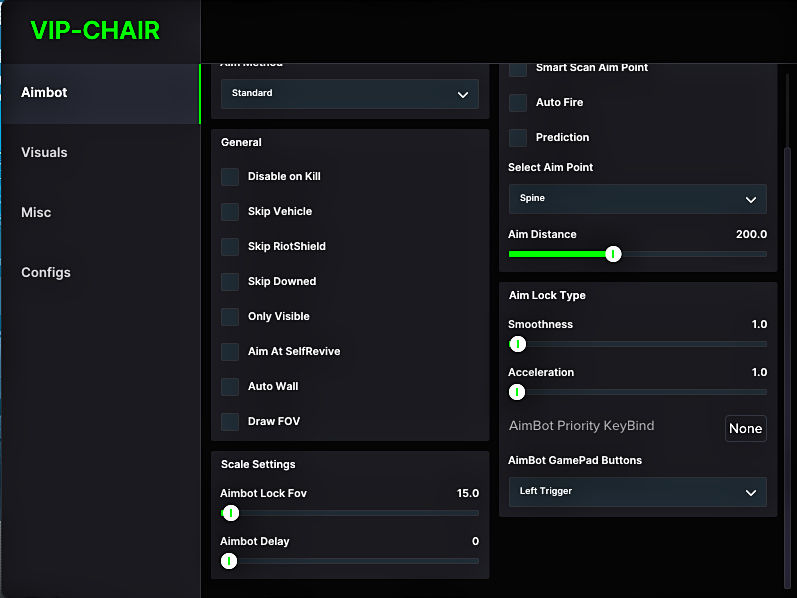 VIP-CHAIR
Aimbot
Visuals
Misc
Configs
Aim Method
Standard
General
Disable on Kill
Skip Vehicle
Skip RiotShield
Skip Downed
Only Visible
Aim At SelfRevive
Auto Wall
Draw FOV
Scale Settings
Aimbot Lock Fov 15.0
Aimbot Delay 0
Smart Scan Aim Point
Auto Fire
Prediction
Select Aim Point
Spine
Aim Distance 200.0
Aim Lock Type
Smoothness 1.0
Acceleration 1.0
AimBot Priority KeyBind None
AimBot GamePad Buttons
Left Trigger